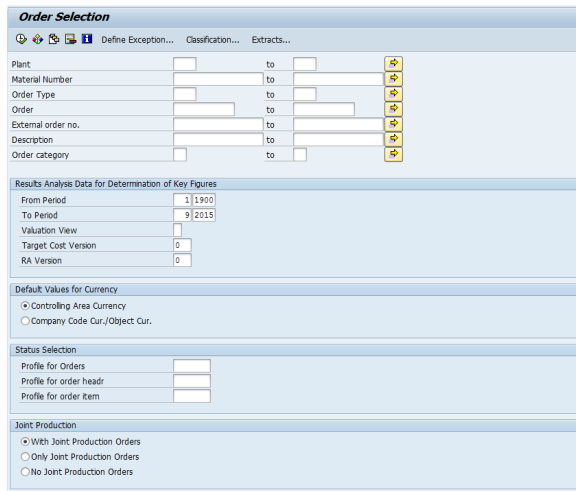 Order Selection
Define Exception... Classification... Extracts...
Plant to
Material Number to
Order Type to
Order to
External order no. to
Description to
Order category to
Results Analysis Data for Determination of Key Figures
From Period 1 1900
To Period 9 2015
Valuation View
Target Cost Version 0
RA Version 0
Default Values for Currency
Controlling Area Currency
Company Code Cur./Object Cur.
Status Selection
Profile for Orders
Profile for order headr
Profile for order item
Joint Production
With Joint Production Orders
Only Joint Production Orders
No Joint Production Orders